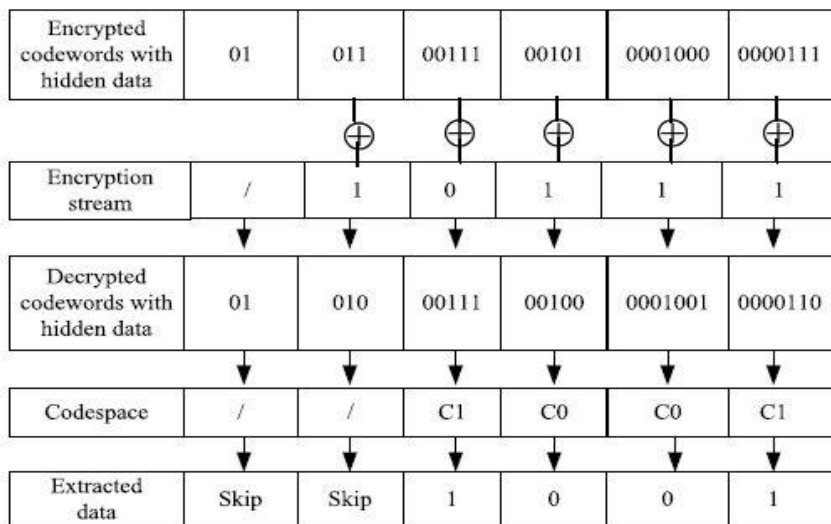 Encrypted codewords with hidden data 01 011 00111 00101 0001000 0000111
Encryption stream / 1 0 1 1 1
Decrypted codewords with hidden data 01 010 00111 00100 0001001 0000110
Codespace / / C1 C0 C0 C1
Extracted data Skip Skip 1 0 0 1